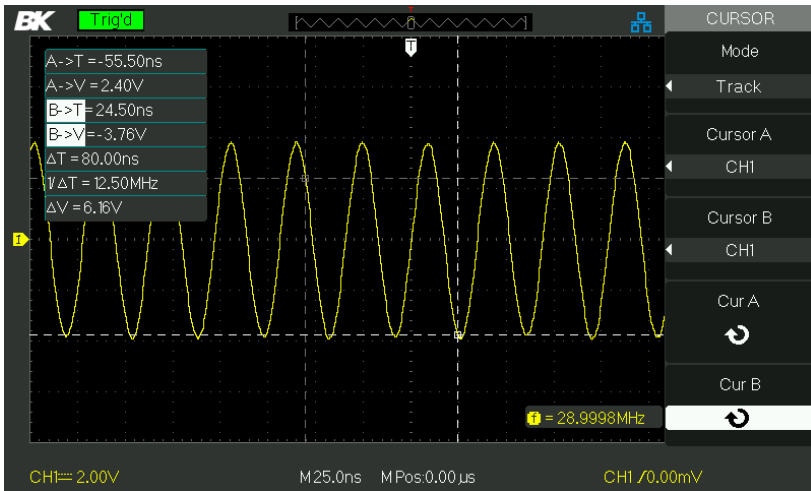 BK Trig'd CURSOR
T
Mode
Track
A->T=-55.50ns
A->V=2.40V
B->T=24.50ns
B->V=-3.76V
ΔT=80.00ns
1/ΔT=12.50MHz
ΔV=6.16V
Cursor A
CH1
Cursor B
CH1
1
Cur A
Cur B
f = 28.9998MHz
CH1 2.00V M25.0ns M Pos:0.00µs CH1 /0.00mV